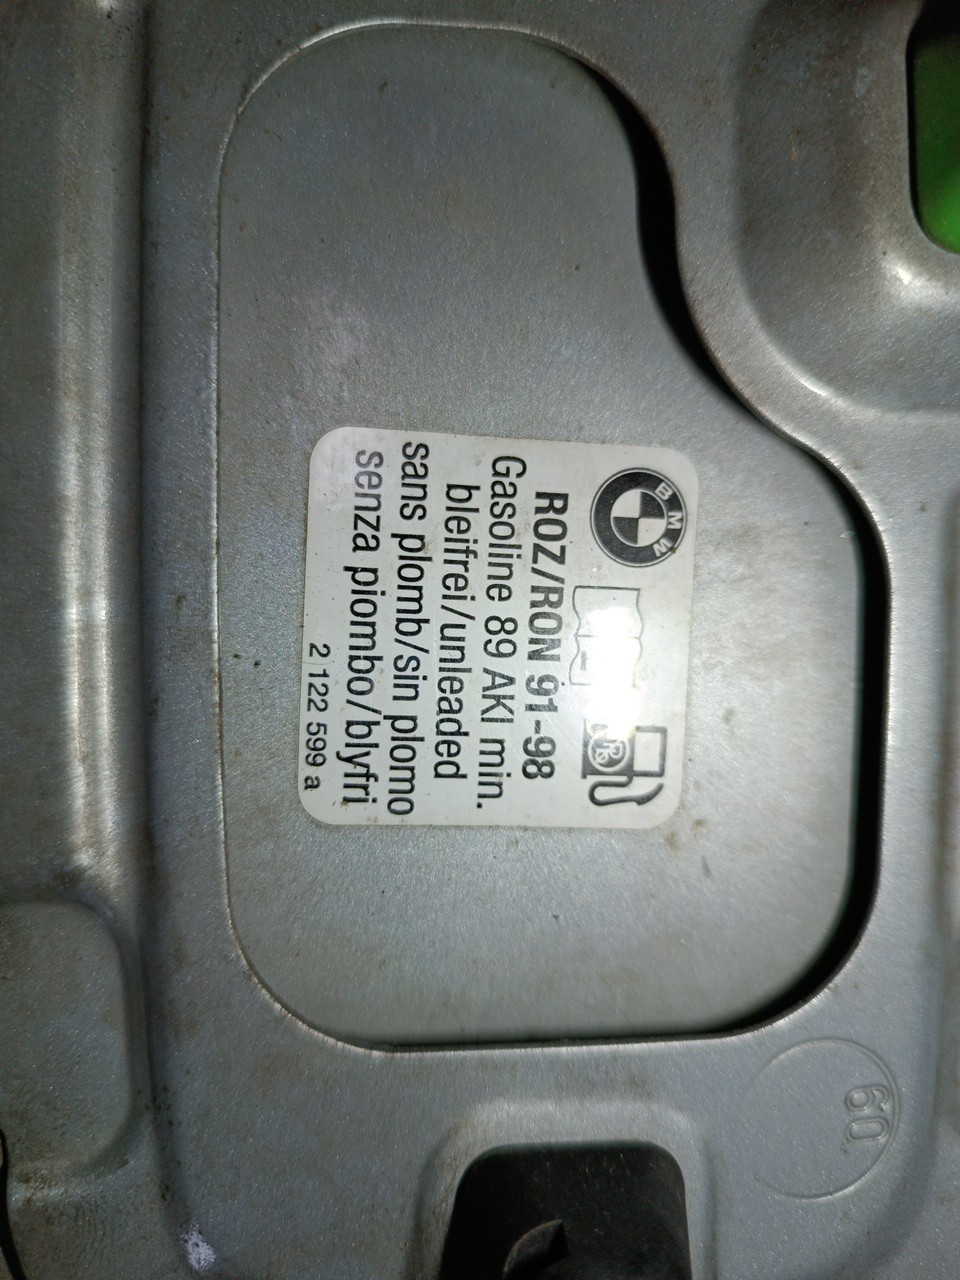 BMW
Pb
ROZ/RON 91-98
Gasoline 89 AKI min.
bleifrei/unleaded
sans plomb/sin plomo
senza piombo/blyfri
2 122 599 a
60